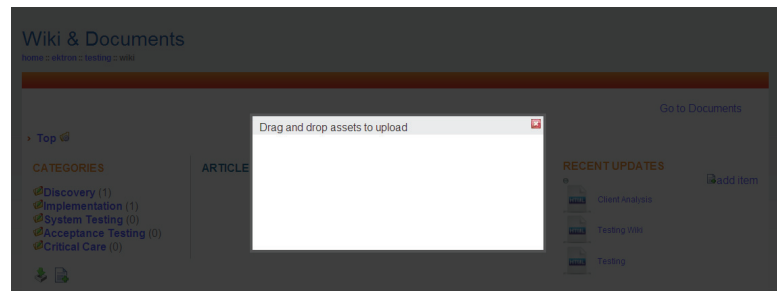 Wiki & Documents
home :: ektron :: testing :: wiki
Go to Documents
Drag and drop assets to upload
› Top
CATEGORIES
ARTICLE
RECENT UPDATES
add item
Discovery (1)
Implementation (1)
System Testing (0)
Acceptance Testing (0)
Critical Care (0)
Client Analysis
Testing Wiki
Testing